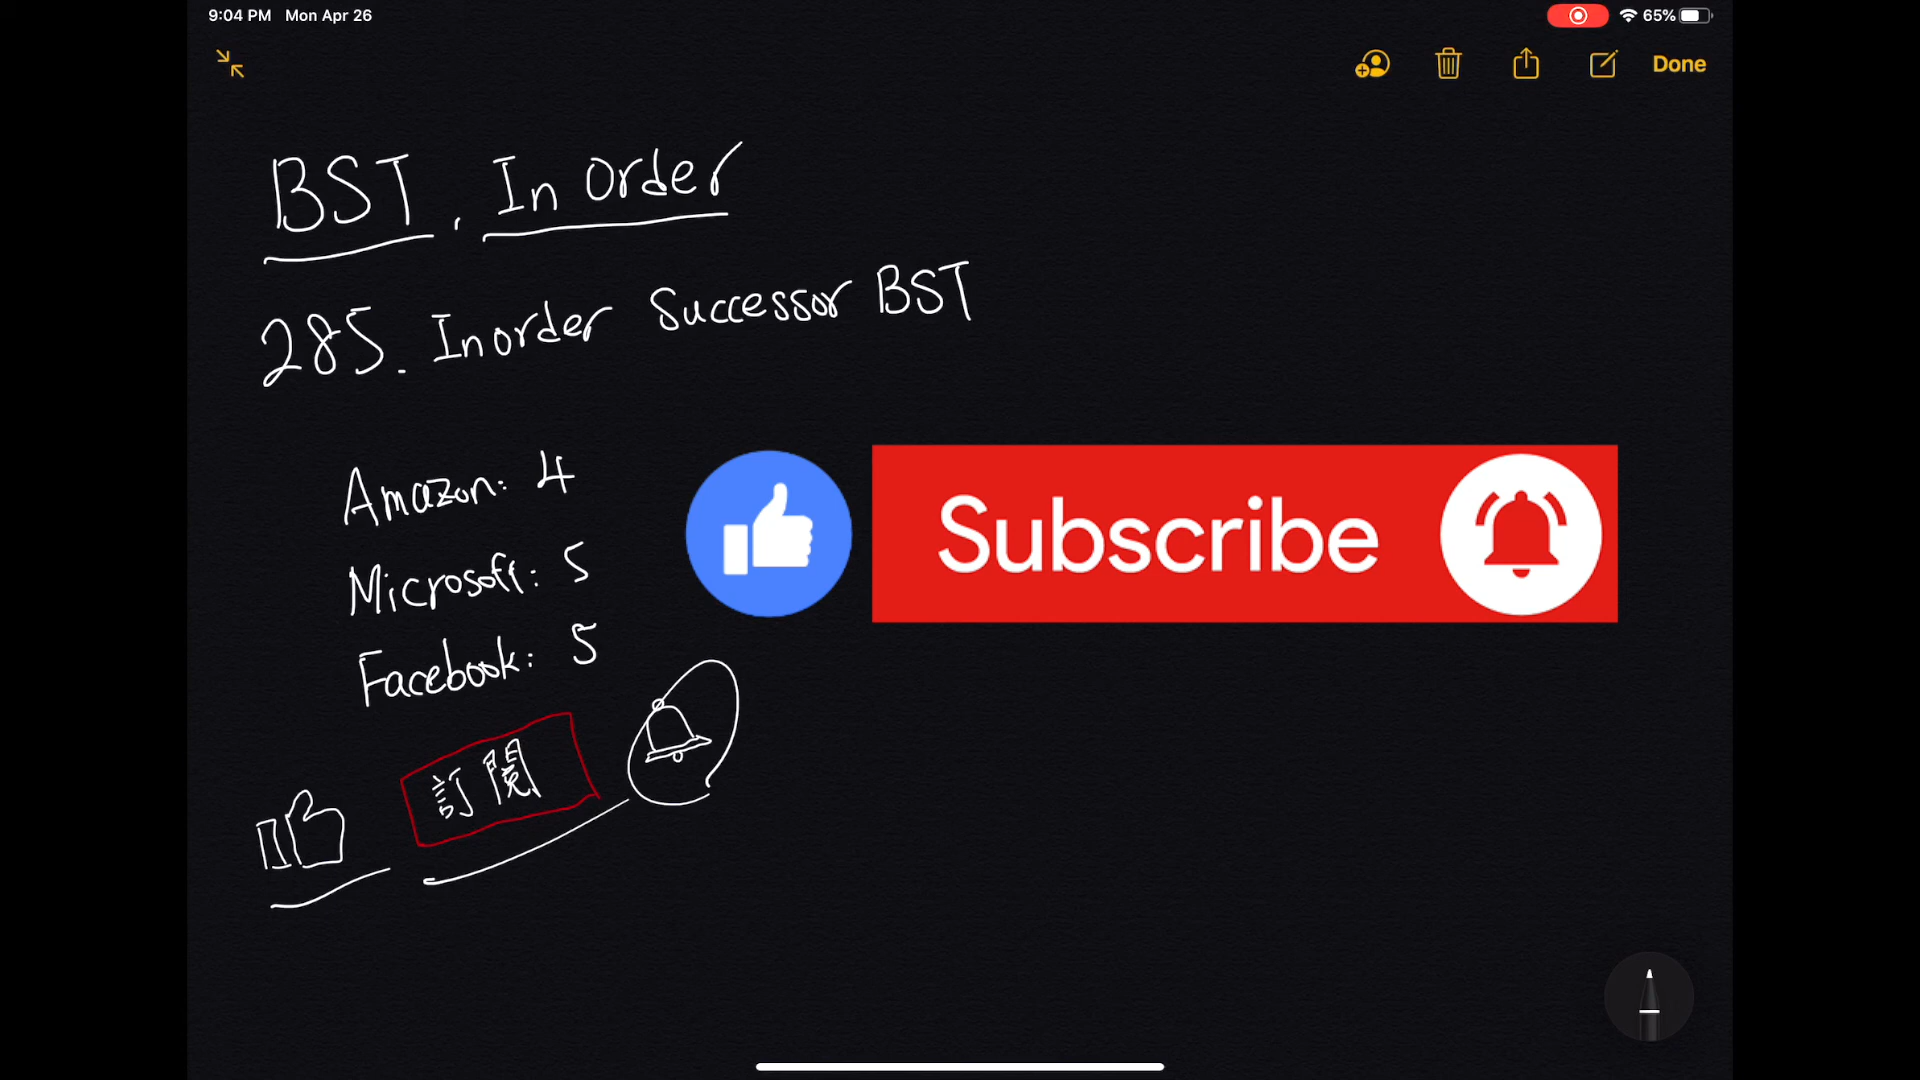 9:04 PM Mon Apr 26
65%
Done
BST, In Order
285. Inorder Successor BST
Amazon: 4
Microsoft: 5
Facebook: 5
Subscribe
訂閱